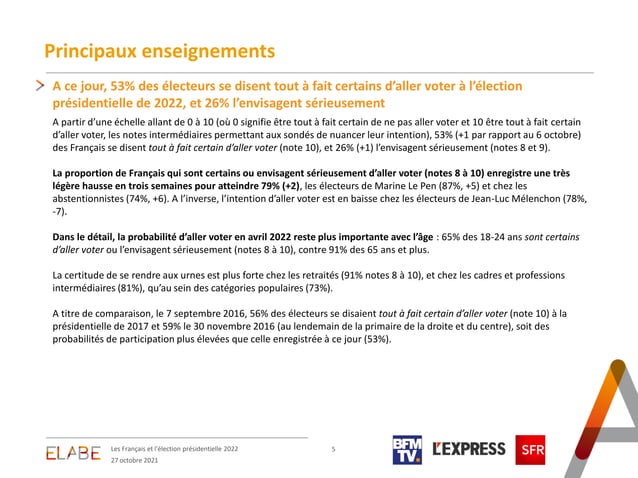 Principaux enseignements
A ce jour, 53% des électeurs se disent tout à fait certains d’aller voter à l’élection
présidentielle de 2022, et 26% l’envisagent sérieusement
A partir d’une échelle allant de 0 à 10 (où 0 signifie être tout à fait certain de ne pas aller voter et 10 être tout à fait certain
d’aller voter, les notes intermédiaires permettant aux sondés de nuancer leur intention), 53% (+1 par rapport au 6 octobre)
des Français se disent tout à fait certain d’aller voter (note 10), et 26% (+1) l’envisagent sérieusement (notes 8 et 9).
La proportion de Français qui sont certains ou envisagent sérieusement d’aller voter (notes 8 à 10) enregistre une très
légère hausse en trois semaines pour atteindre 79% (+2), les électeurs de Marine Le Pen (87%, +5) et chez les
abstentionnistes (74%, +6). A l’inverse, l’intention d’aller voter est en baisse chez les électeurs de Jean-Luc Mélenchon (78%,
-7).
Dans le détail, la probabilité d’aller voter en avril 2022 reste plus importante avec l’âge : 65% des 18-24 ans sont certains
d’aller voter ou l’envisagent sérieusement (notes 8 à 10), contre 91% des 65 ans et plus.
La certitude de se rendre aux urnes est plus forte chez les retraités (91% notes 8 à 10), et chez les cadres et professions
intermédiaires (81%), qu’au sein des catégories populaires (73%).
A titre de comparaison, le 7 septembre 2016, 56% des électeurs se disaient tout à fait certain d’aller voter (note 10) à la
présidentielle de 2017 et 59% le 30 novembre 2016 (au lendemain de la primaire de la droite et du centre), soit des
probabilités de participation plus élevées que celle enregistrée à ce jour (53%).
ELABE
Les Français et l’élection présidentielle 2022
27 octobre 2021
5
BFM
TV.
L'EXPRESS
SFR